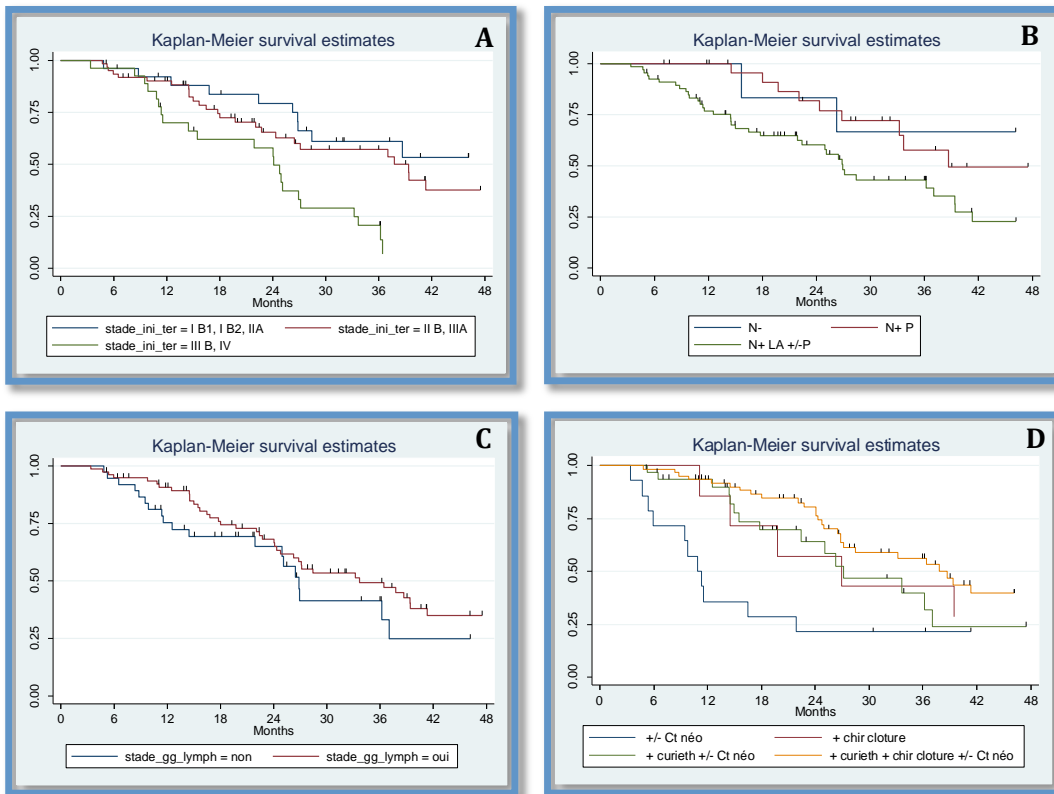 Kaplan-Meier survival estimates
A
1.00
0.75
0.50
0.25
0.00
0 6 12 18 24 30 36 42 48
Months
stade_ini_ter = I B1, I B2, IIA stade_ini_ter = II B, IIIA
stade_ini_ter = III B, IV
Kaplan-Meier survival estimates
B
1.00
0.75
0.50
0.25
0.00
0 6 12 18 24 30 36 42 48
Months
N- N+ P
N+ LA +/-P
Kaplan-Meier survival estimates
C
1.00
0.75
0.50
0.25
0.00
0 6 12 18 24 30 36 42 48
Months
stade_gg_lymph = non stade_gg_lymph = oui
Kaplan-Meier survival estimates
D
1.00
0.75
0.50
0.25
0.00
0 6 12 18 24 30 36 42 48
Months
+/- Ct néo + chir cloture
+ curieth +/- Ct néo + curieth + chir cloture +/- Ct néo